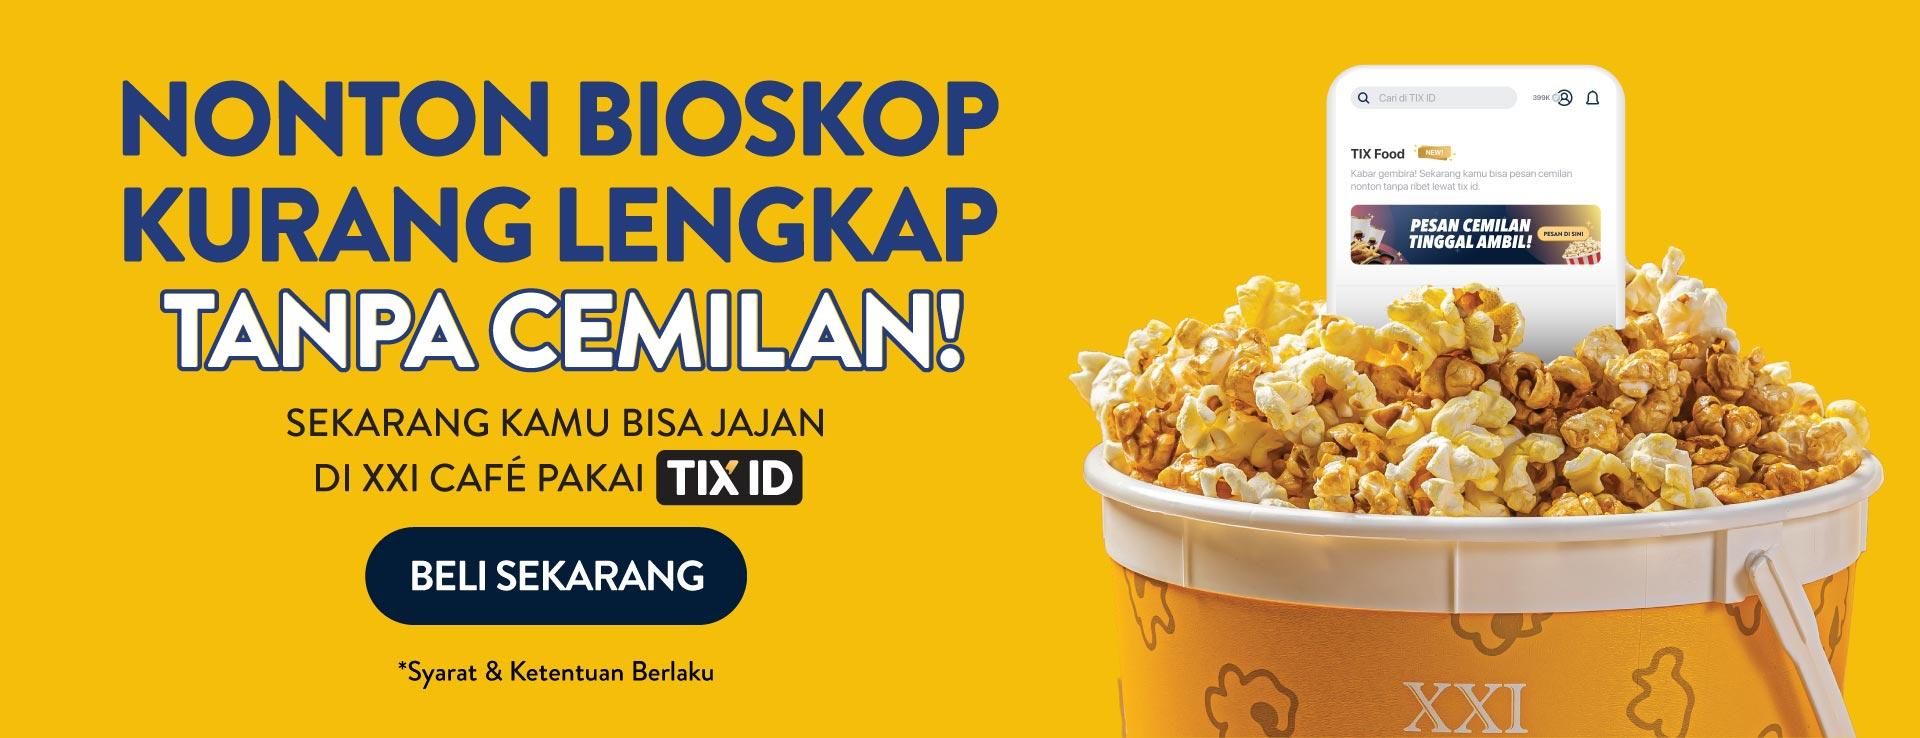 NONTON BIOSKOP
KURANG LENGKAP
TANPA CEMILAN!
SEKARANG KAMU BISA JAJAN
DI XXI CAFÉ PAKAI TIX ID
BELI SEKARANG
*Syarat & Ketentuan Berlaku
Cari di TIX ID 399K
TIX Food NEW!
Kabar gembira! Sekarang kamu bisa pesan cemilan
nonton tanpa ribet lewat tix id.
PESAN CEMILAN
TINGGAL AMBIL!
PESAN DI SINI
XXI